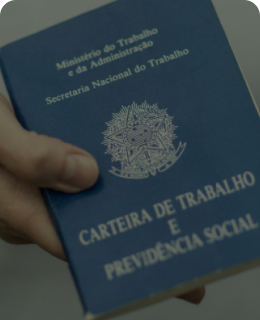 Ministério do Trabalho
e da Administração
Secretaria Nacional do Trabalho
CARTEIRA DE TRABALHO
E
PREVIDÊNCIA SOCIAL